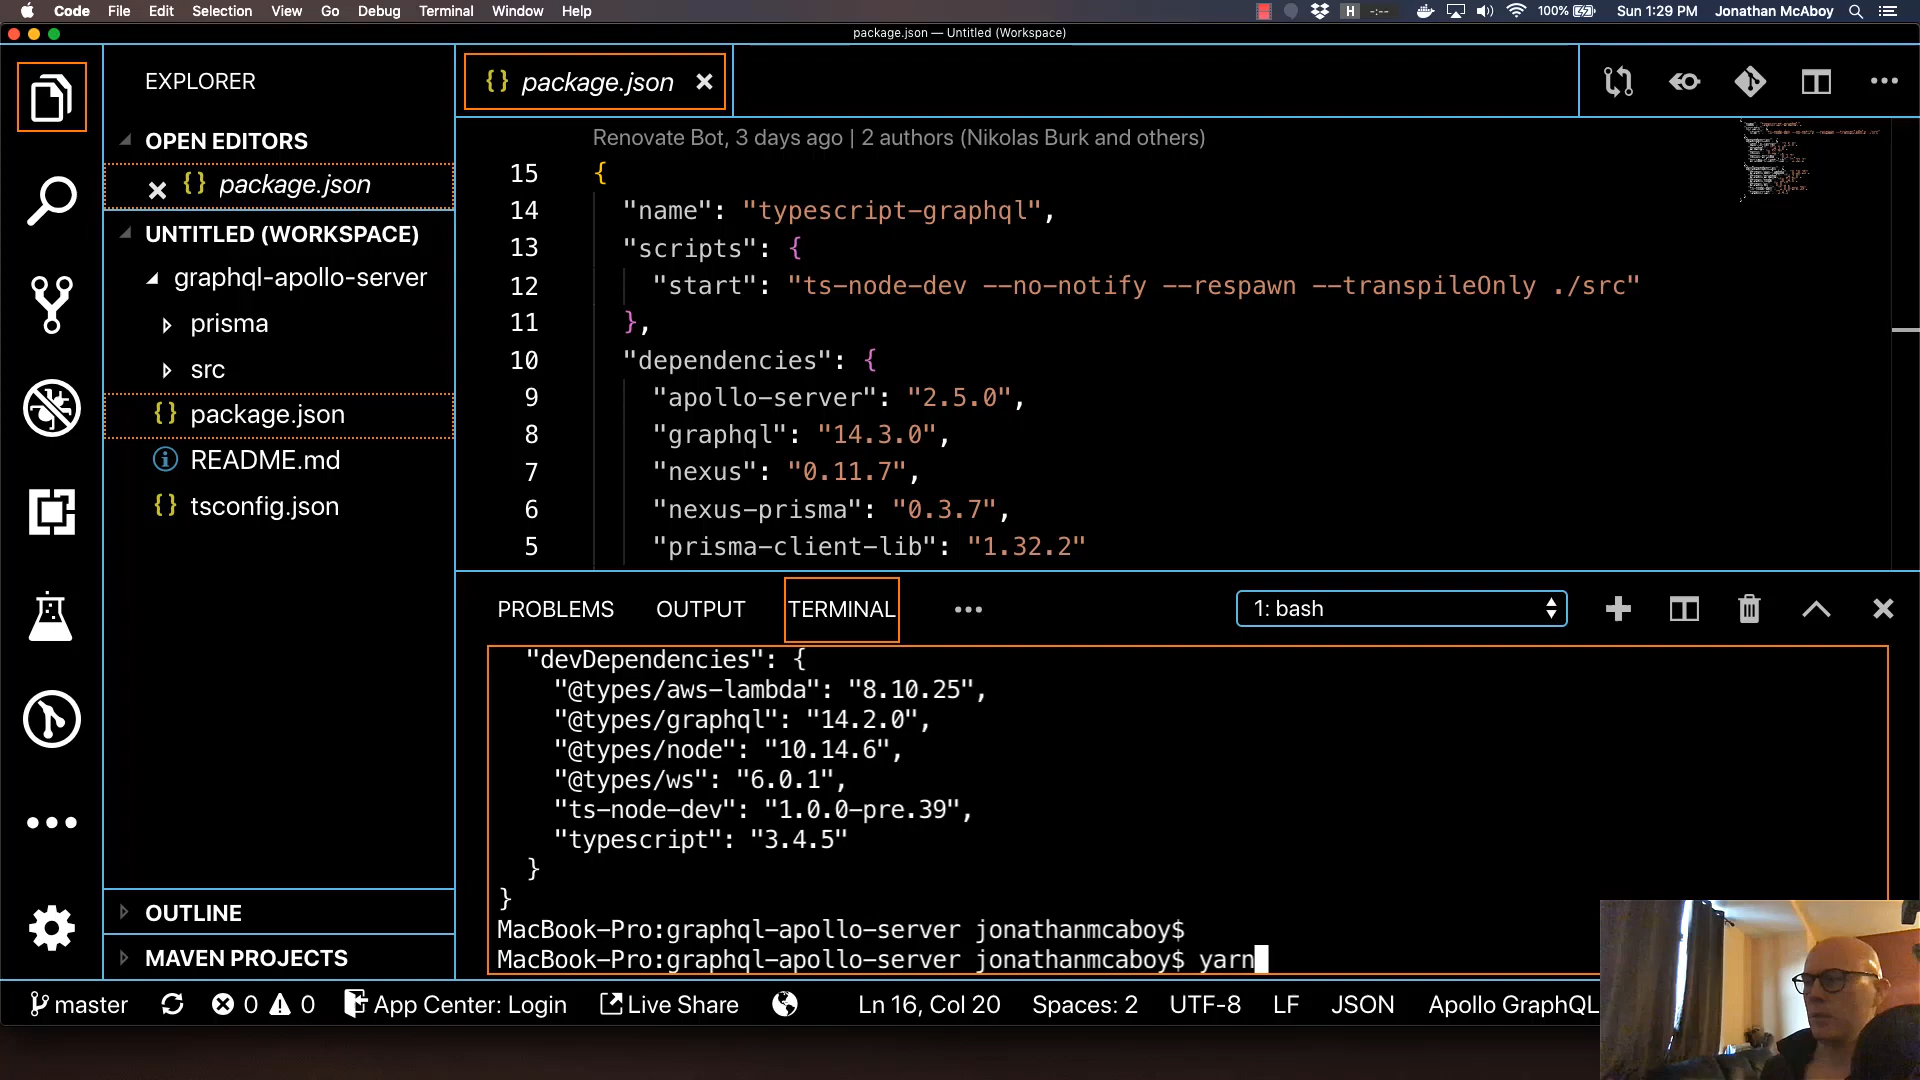 Code File Edit Selection View Go Debug Terminal Window Help
H --:-- 100% Sun 1:29 PM Jonathan McAboy
package.json — Untitled (Workspace)
EXPLORER
OPEN EDITORS
{} package.json
UNTITLED (WORKSPACE)
graphql-apollo-server
prisma
src
{} package.json
README.md
{} tsconfig.json
OUTLINE
MAVEN PROJECTS
{} package.json
Renovate Bot, 3 days ago | 2 authors (Nikolas Burk and others)
15 {
14 "name": "typescript-graphql",
13 "scripts": {
12 "start": "ts-node-dev --no-notify --respawn --transpileOnly ./src"
11 },
10 "dependencies": {
9 "apollo-server": "2.5.0",
8 "graphql": "14.3.0",
7 "nexus": "0.11.7",
6 "nexus-prisma": "0.3.7",
5 "prisma-client-lib": "1.32.2"
PROBLEMS OUTPUT TERMINAL
1: bash
"devDependencies": {
"@types/aws-lambda": "8.10.25",
"@types/graphql": "14.2.0",
"@types/node": "10.14.6",
"@types/ws": "6.0.1",
"ts-node-dev": "1.0.0-pre.39",
"typescript": "3.4.5"
}
}
MacBook-Pro:graphql-apollo-server jonathanmcaboy$
MacBook-Pro:graphql-apollo-server jonathanmcaboy$ yarn
master 0 0 App Center: Login Live Share Ln 16, Col 20 Spaces: 2 UTF-8 LF JSON Apollo GraphQL